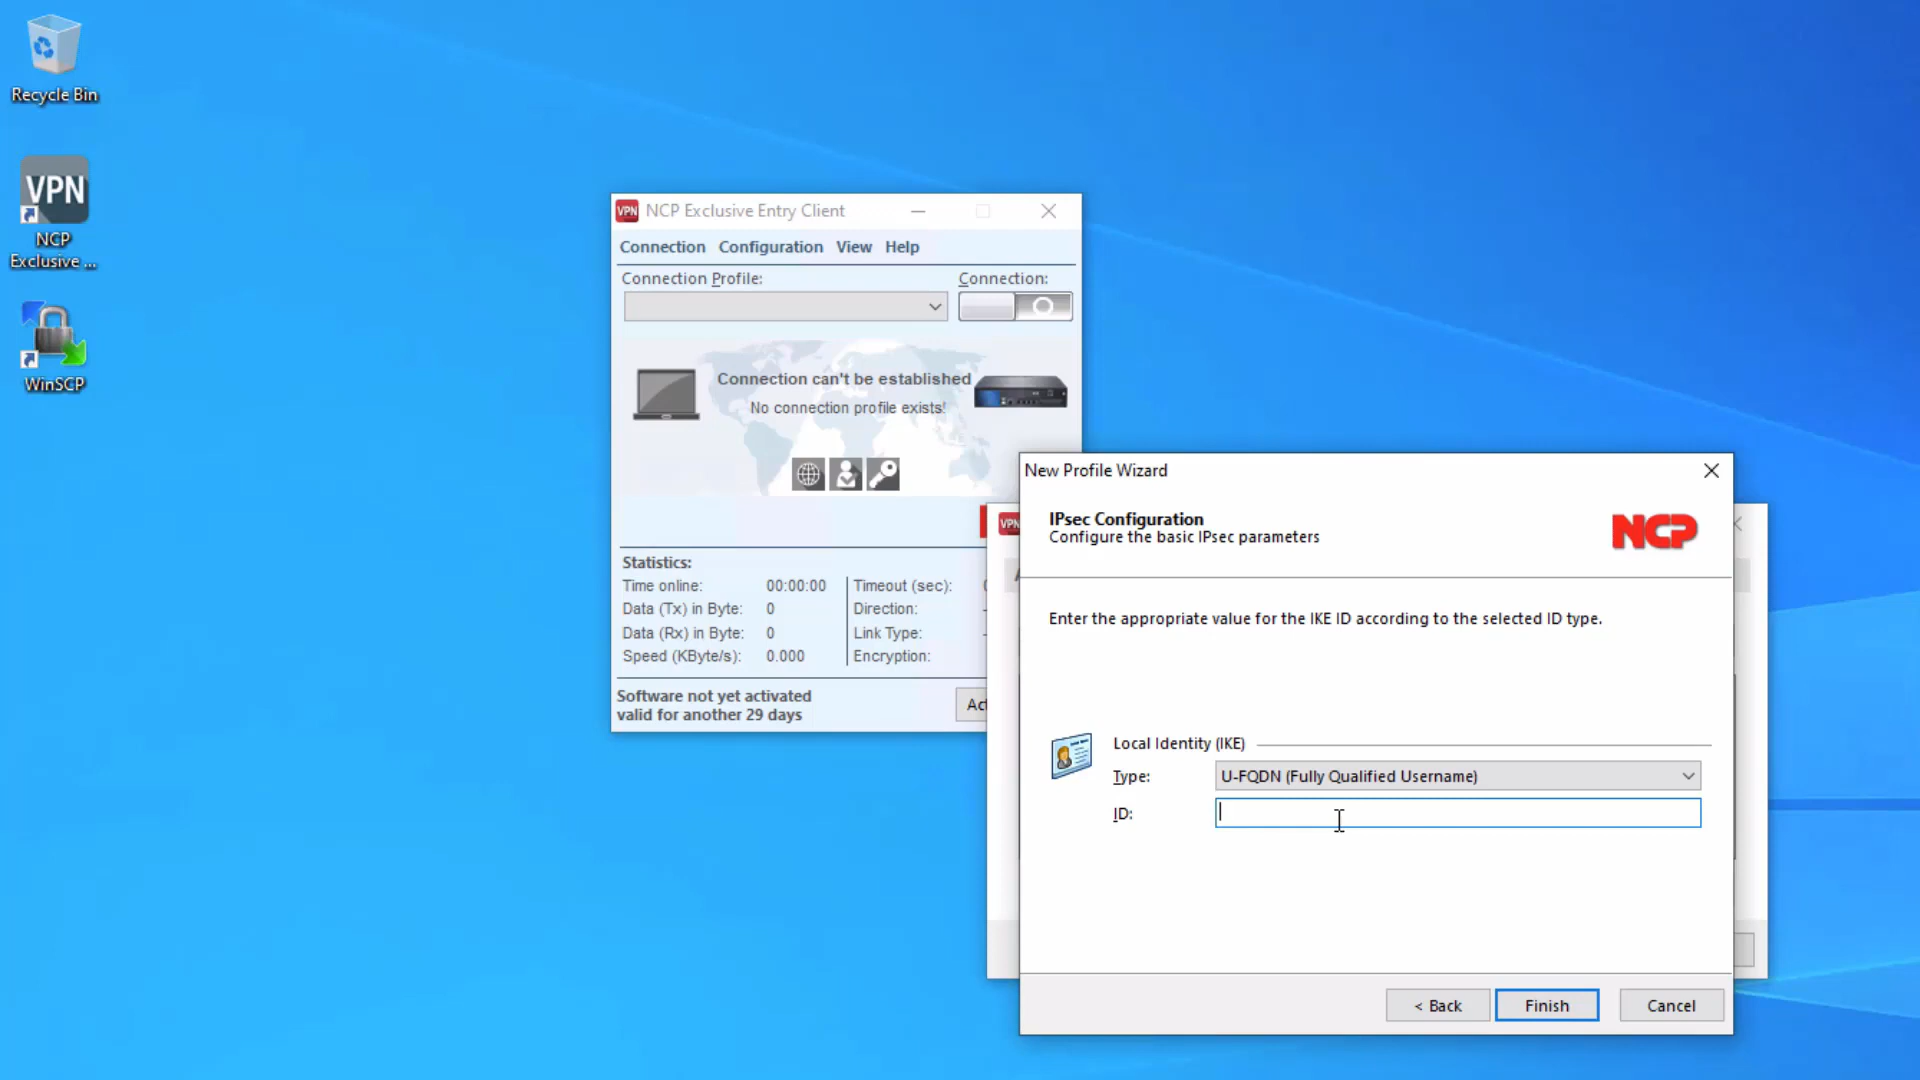 Recycle Bin
VPN
NCP
Exclusive ...
WinSCP
VPN NCP Exclusive Entry Client
Connection Configuration View Help
Connection Profile: Connection:
Connection can't be established
No connection profile exists!
Statistics:
Time online: 00:00:00 Timeout (sec):
Data (Tx) in Byte: 0 Direction:
Data (Rx) in Byte: 0 Link Type:
Speed (KByte/s): 0.000 Encryption:
Software not yet activated
valid for another 29 days
VPN
New Profile Wizard
IPsec Configuration
Configure the basic IPsec parameters
NCP
Enter the appropriate value for the IKE ID according to the selected ID type.
Local Identity (IKE)
Type: U-FQDN (Fully Qualified Username)
ID:
< Back Finish Cancel